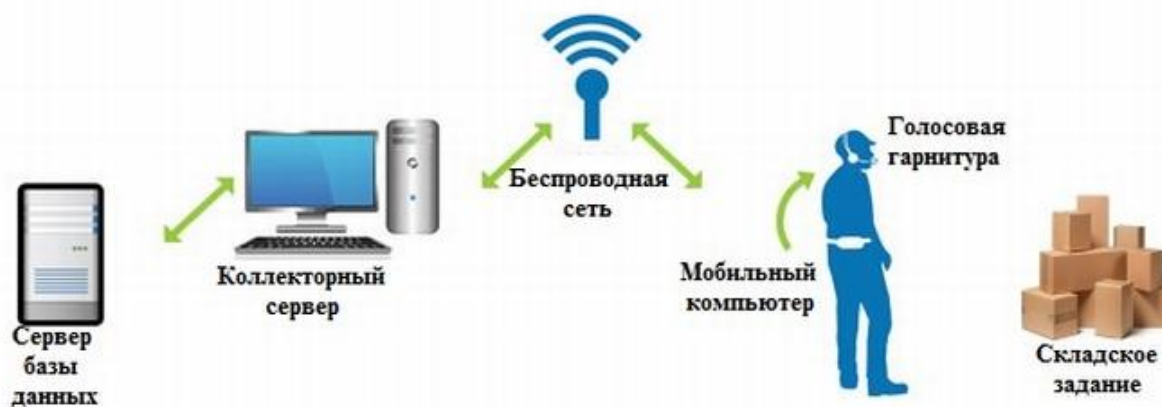 Сервер
базы
данных
Коллекторный
сервер
Беспроводная
сеть
Мобильный
компьютер
Голосовая
гарнитура
Складское
задание